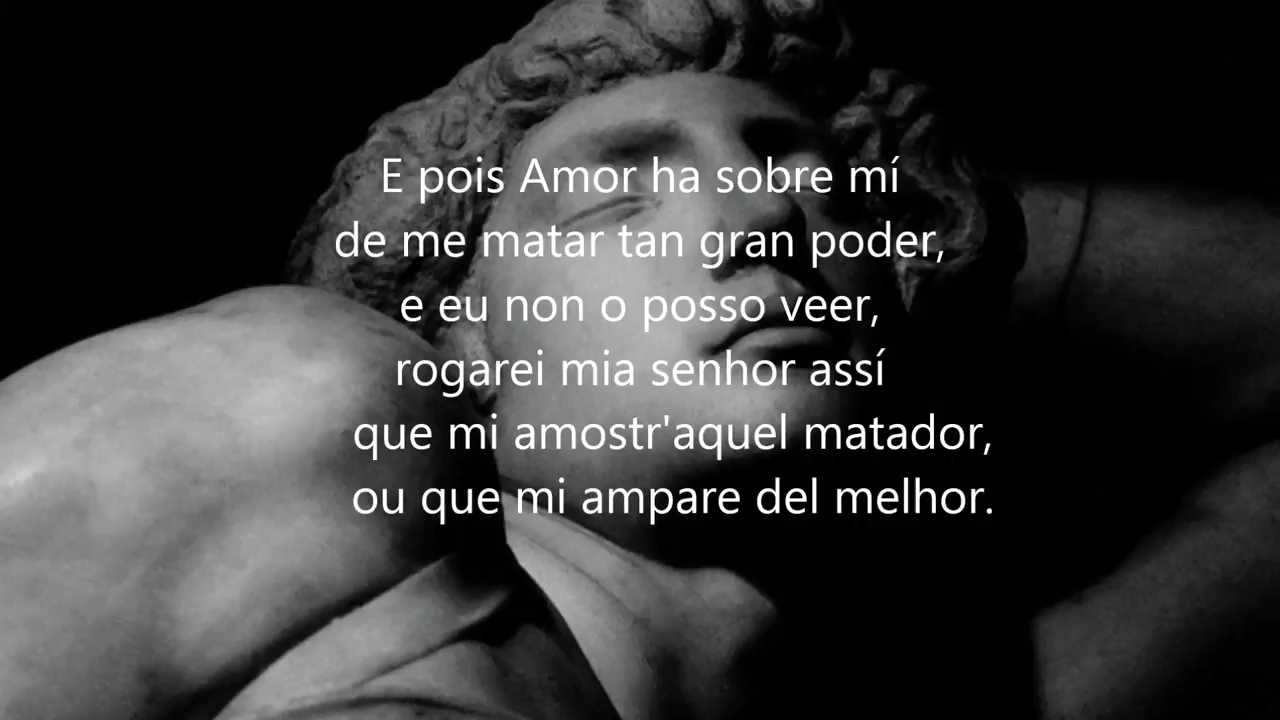 E pois Amor ha sobre mí
de me matar tan gran poder,
e eu non o posso veer,
rogarei mia senhor assí
que mi amostr'aquel matador,
ou que mi ampare del melhor.